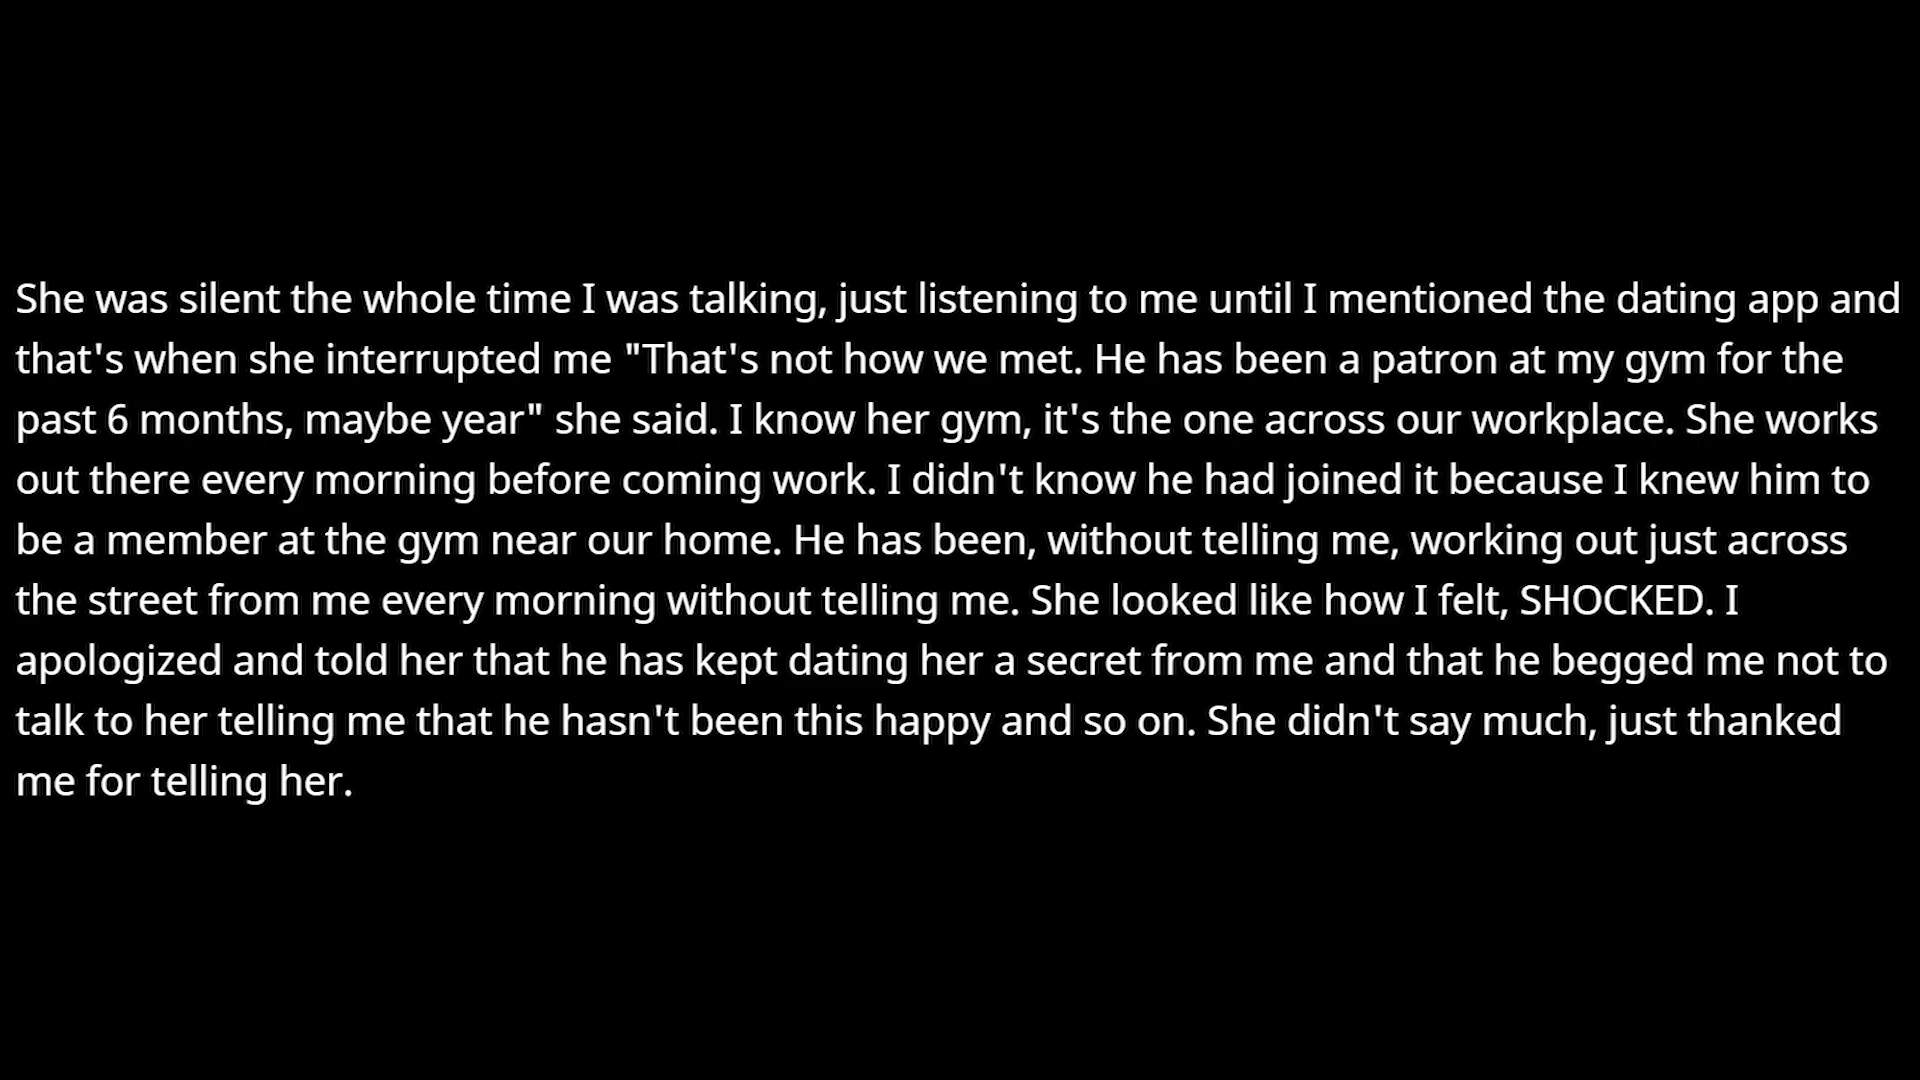 She was silent the whole time I was talking, just listening to me until I mentioned the dating app and
that's when she interrupted me "That's not how we met. He has been a patron at my gym for the
past 6 months, maybe year" she said. I know her gym, it's the one across our workplace. She works
out there every morning before coming work. I didn't know he had joined it because I knew him to
be a member at the gym near our home. He has been, without telling me, working out just across
the street from me every morning without telling me. She looked like how I felt, SHOCKED. I
apologized and told her that he has kept dating her a secret from me and that he begged me not to
talk to her telling me that he hasn't been this happy and so on. She didn't say much, just thanked
me for telling her.